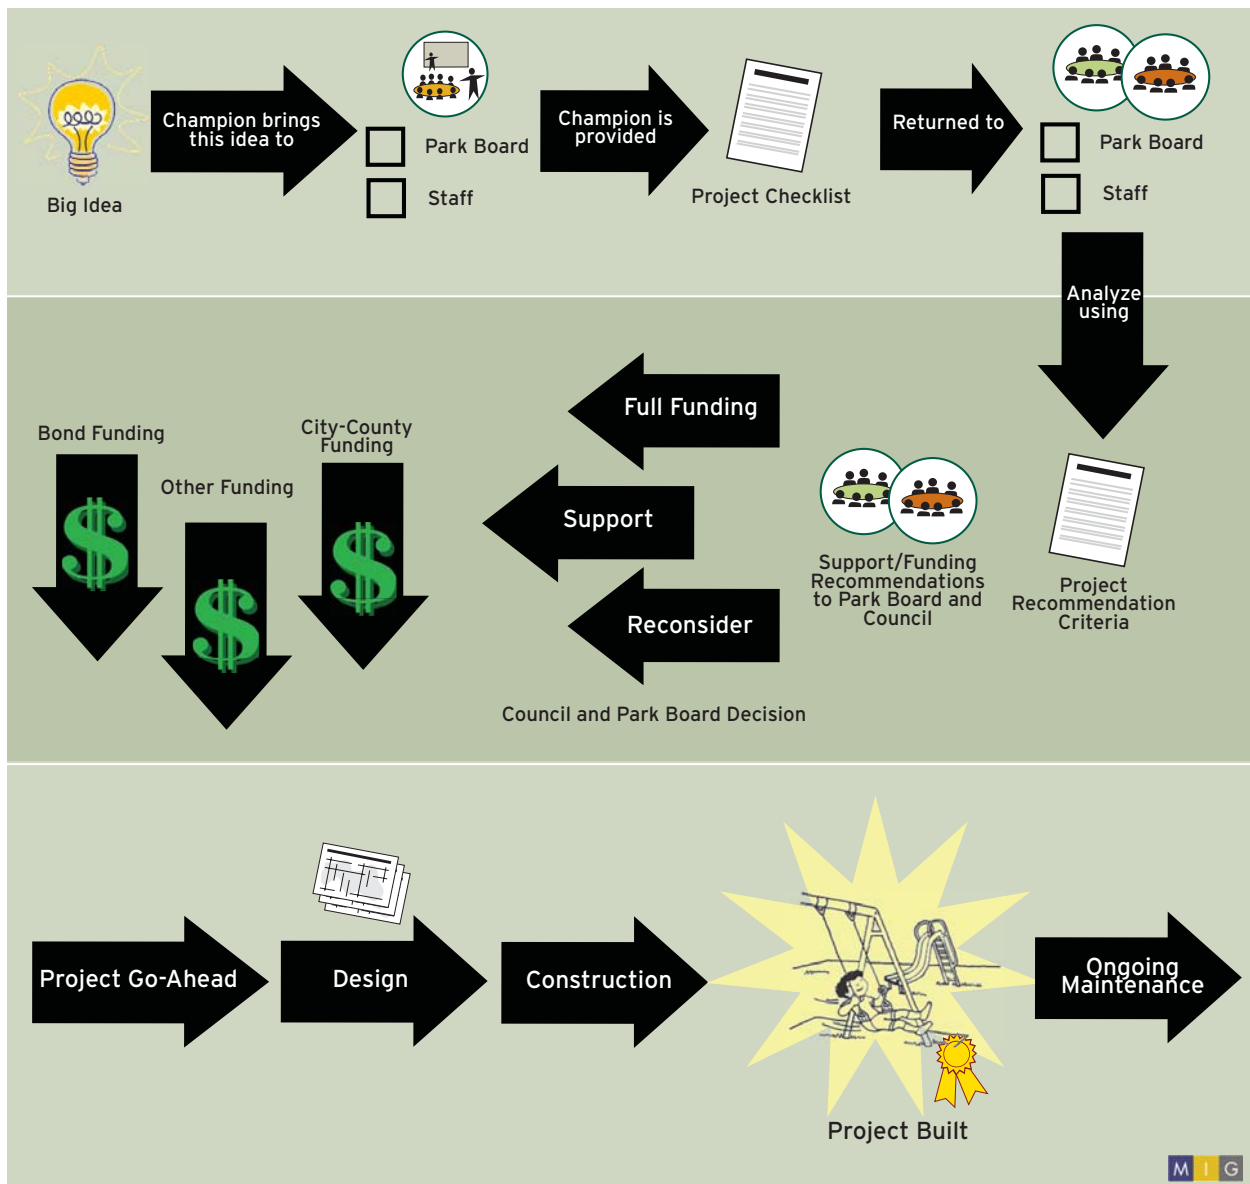 Champion brings
this idea to
Park Board
Staff
Big Idea
Champion is
provided
Project Checklist
Returned to
Park Board
Staff
Analyze
using
Project
Recommendation
Criteria
Support/Funding
Recommendations
to Park Board and
Council
Full Funding
Support
Reconsider
Council and Park Board Decision
City-County
Funding
Other Funding
Bond Funding
$
$
$
Project Go-Ahead
Design
Construction
Project Built
Ongoing
Maintenance
M I G